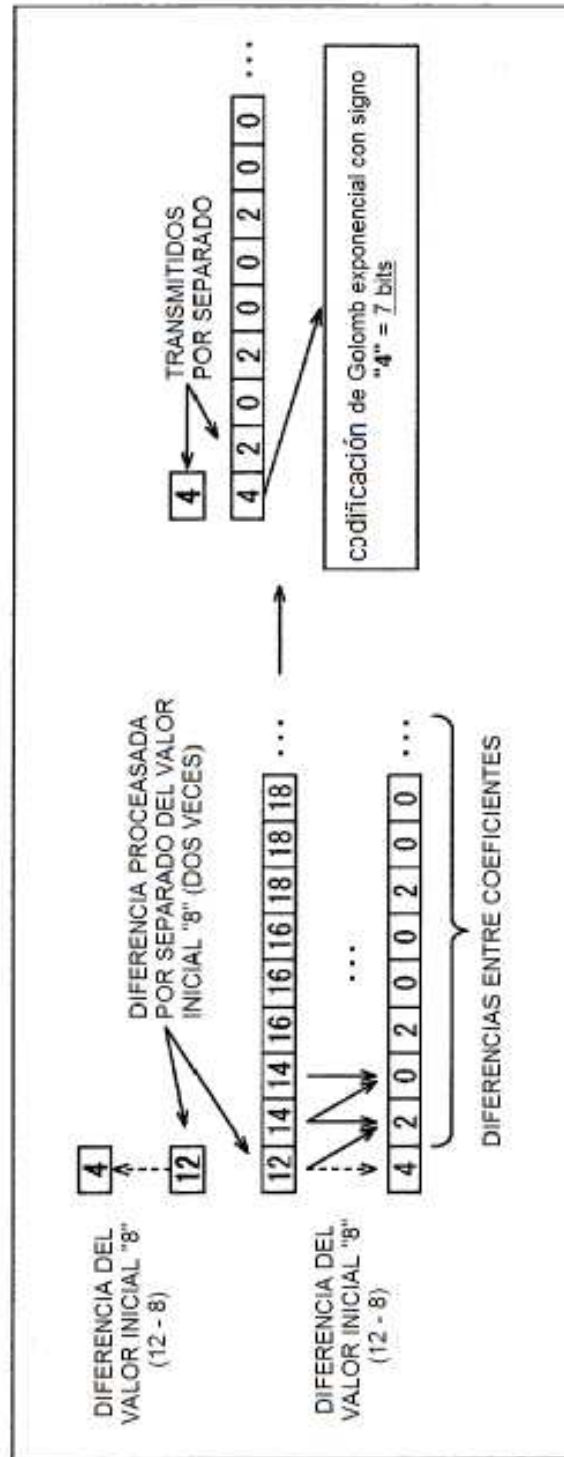 DIFERENCIA DEL
VALOR INICIAL "8"
(12 - 8)
4
12
DIFERENCIA PROCEASADA
POR SEPARADO DEL VALOR
INICIAL "8" (DOS VECES)
DIFERENCIA DEL
VALOR INICIAL "8"
(12 - 8)
12 14 14 16 16 16 18 18 18 ...
...
4 2 0 2 0 0 2 0 0 ...
DIFERENCIAS ENTRE COEFICIENTES
4
TRANSMITIDOS
POR SEPARADO
4 2 0 2 0 0 2 0 0 ...
codificación de Golomb exponencial con signo
"4" = 7 bits